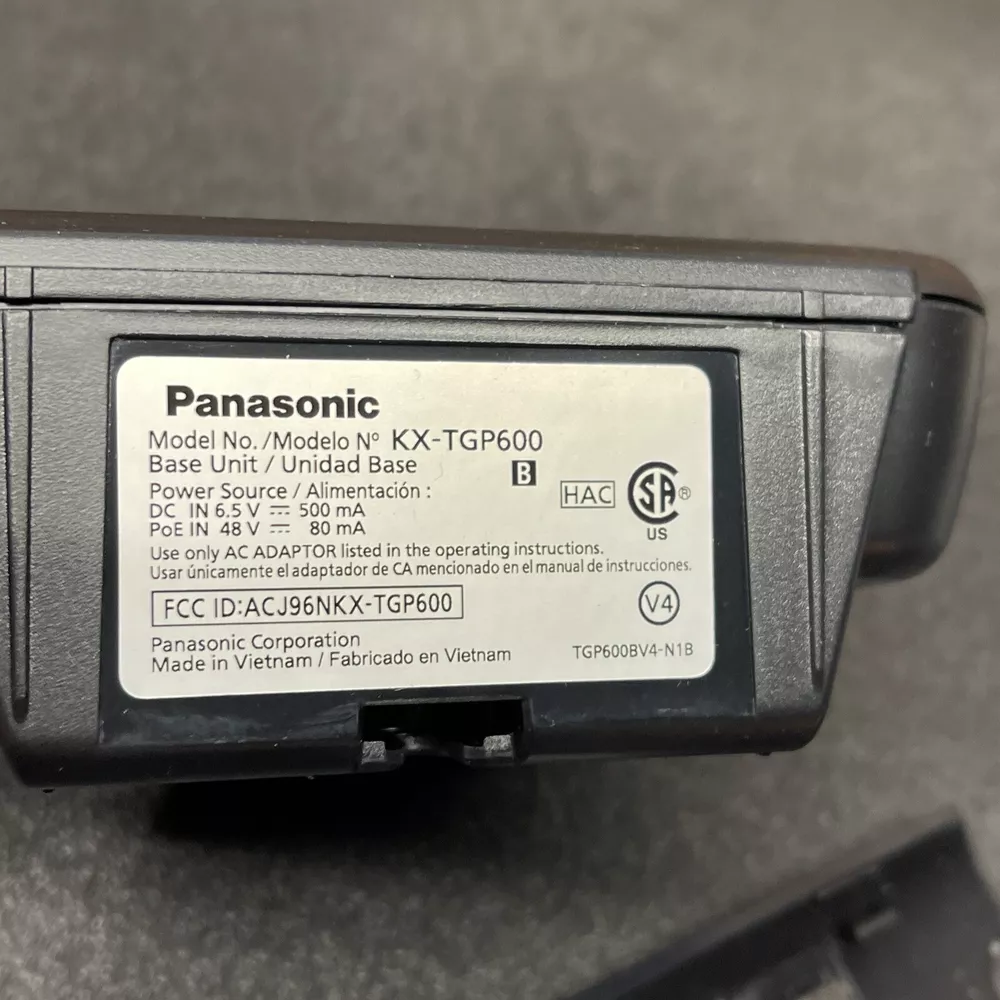 Panasonic
Model No. /Modelo Nº KX-TGP600
Base Unit / Unidad Base
B
HAC
SA ®
US
Power Source / Alimentación :
DC IN 6.5 V ⎓ 500 mA
PoE IN 48 V ⎓ 80 mA
Use only AC ADAPTOR listed in the operating instructions.
Usar únicamente el adaptador de CA mencionado en el manual de instrucciones.
FCC ID:ACJ96NKX-TGP600
V4
Panasonic Corporation
Made in Vietnam / Fabricado en Vietnam
TGP600BV4-N1B